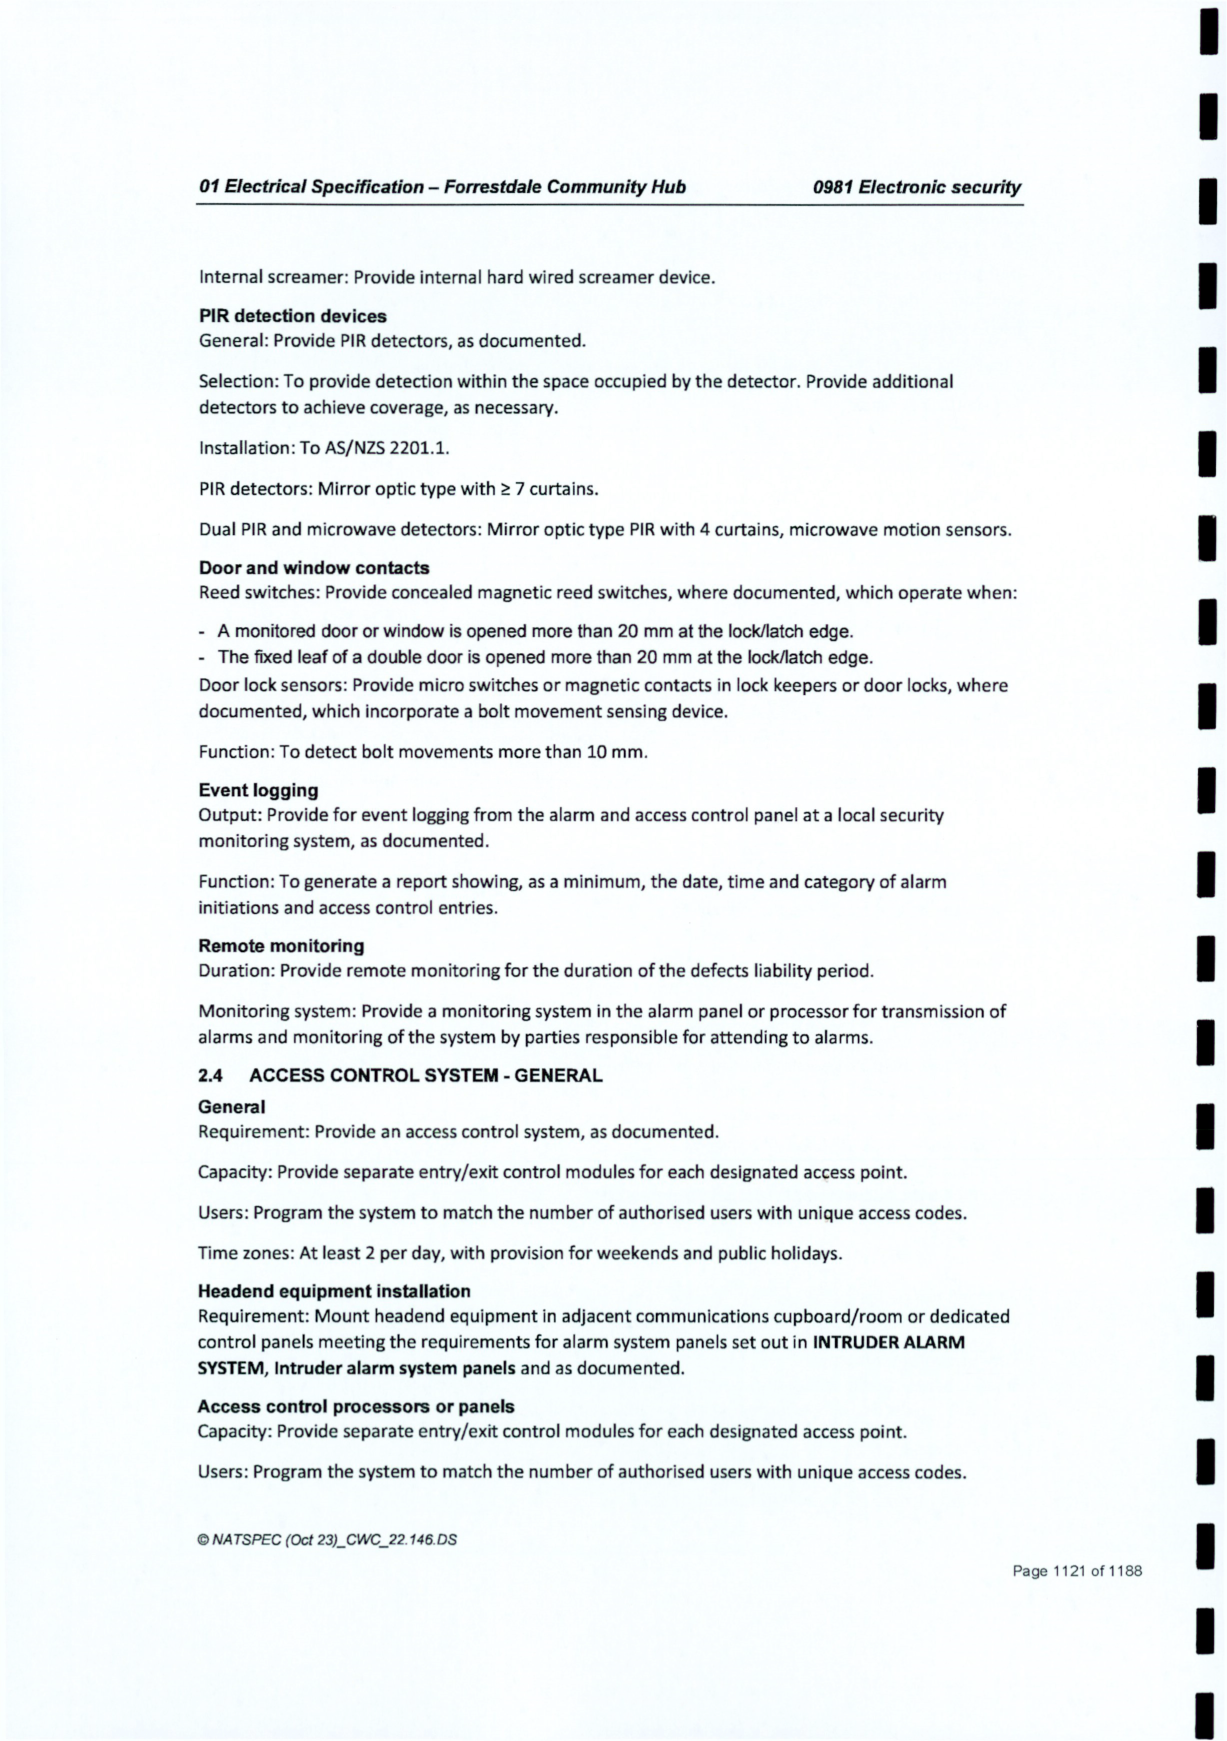 01 Electrical Specification – Forrestdale Community Hub 0981 Electronic security
Internal screamer: Provide internal hard wired screamer device.
PIR detection devices
General: Provide PIR detectors, as documented.
Selection: To provide detection within the space occupied by the detector. Provide additional
detectors to achieve coverage, as necessary.
Installation: To AS/NZS 2201.1.
PIR detectors: Mirror optic type with ≥ 7 curtains.
Dual PIR and microwave detectors: Mirror optic type PIR with 4 curtains, microwave motion sensors.
Door and window contacts
Reed switches: Provide concealed magnetic reed switches, where documented, which operate when:
- A monitored door or window is opened more than 20 mm at the lock/latch edge.
- The fixed leaf of a double door is opened more than 20 mm at the lock/latch edge.
Door lock sensors: Provide micro switches or magnetic contacts in lock keepers or door locks, where
documented, which incorporate a bolt movement sensing device.
Function: To detect bolt movements more than 10 mm.
Event logging
Output: Provide for event logging from the alarm and access control panel at a local security
monitoring system, as documented.
Function: To generate a report showing, as a minimum, the date, time and category of alarm
initiations and access control entries.
Remote monitoring
Duration: Provide remote monitoring for the duration of the defects liability period.
Monitoring system: Provide a monitoring system in the alarm panel or processor for transmission of
alarms and monitoring of the system by parties responsible for attending to alarms.
2.4 ACCESS CONTROL SYSTEM - GENERAL
General
Requirement: Provide an access control system, as documented.
Capacity: Provide separate entry/exit control modules for each designated access point.
Users: Program the system to match the number of authorised users with unique access codes.
Time zones: At least 2 per day, with provision for weekends and public holidays.
Headend equipment installation
Requirement: Mount headend equipment in adjacent communications cupboard/room or dedicated
control panels meeting the requirements for alarm system panels set out in INTRUDER ALARM
SYSTEM, Intruder alarm system panels and as documented.
Access control processors or panels
Capacity: Provide separate entry/exit control modules for each designated access point.
Users: Program the system to match the number of authorised users with unique access codes.
© NATSPEC (Oct 23)_CWC_22.146.DS
Page 1121 of 1188